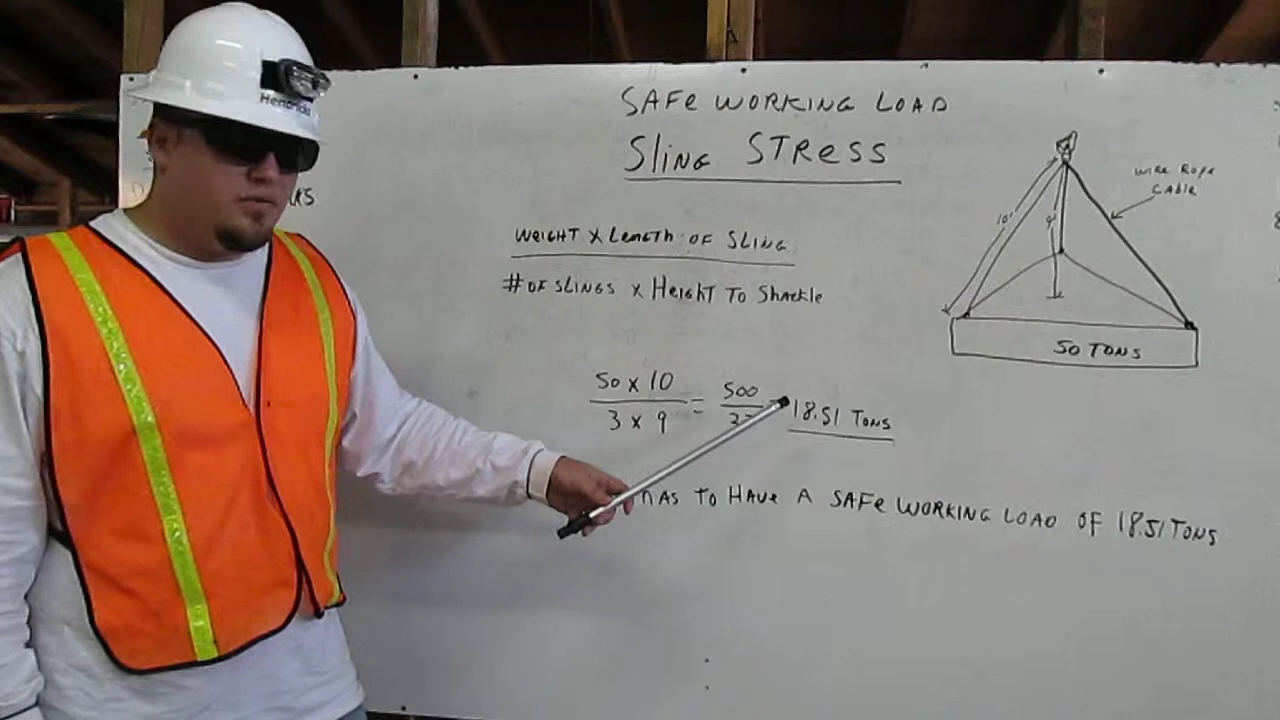 Hendricks
SAFE WORKING LOAD
Sling STRESS
WEIGHT X Length OF SLING
# OF SLINGS x Height To Shackle
wire Rope
Cable
10'
9'
50 TONS
50 x 10
3 x 9
=
500
=
18.51 Tons
HAS TO HAVE A SAFE WORKING LOAD OF 18.51 TONS